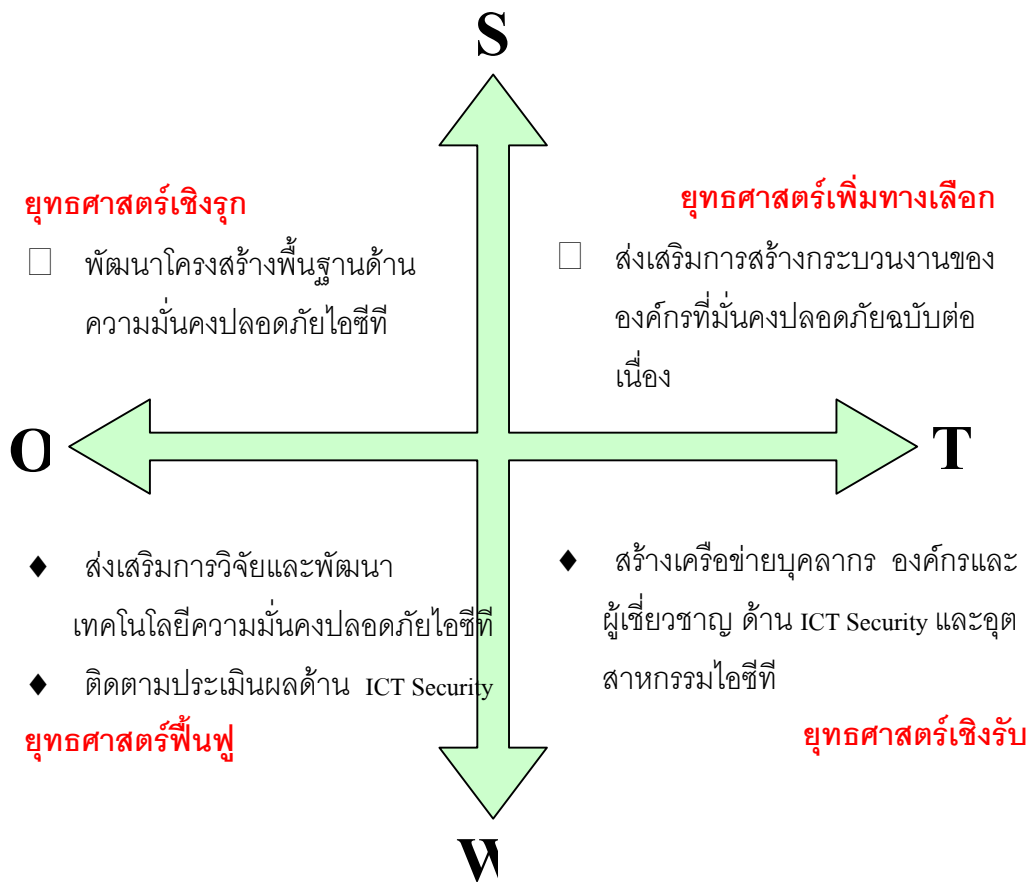 S
ยุทธศาสตร์เชิงรุก
□ พัฒนาโครงสร้างพื้นฐานด้าน
ความมั่นคงปลอดภัยไอซีที
ยุทธศาสตร์เพิ่มทางเลือก
□ ส่งเสริมการสร้างกระบวนงานของ
องค์กรที่มั่นคงปลอดภัยฉบับต่อ
เนื่อง
O
T
♦ ส่งเสริมการวิจัยและพัฒนา
เทคโนโลยีความมั่นคงปลอดภัยไอซีที
♦ ติดตามประเมินผลด้าน ICT Security
ยุทธศาสตร์ฟื้นฟู
♦ สร้างเครือข่ายบุคลากร องค์กรและ
ผู้เชี่ยวชาญ ด้าน ICT Security และอุต
สาหกรรมไอซีที
ยุทธศาสตร์เชิงรับ
W